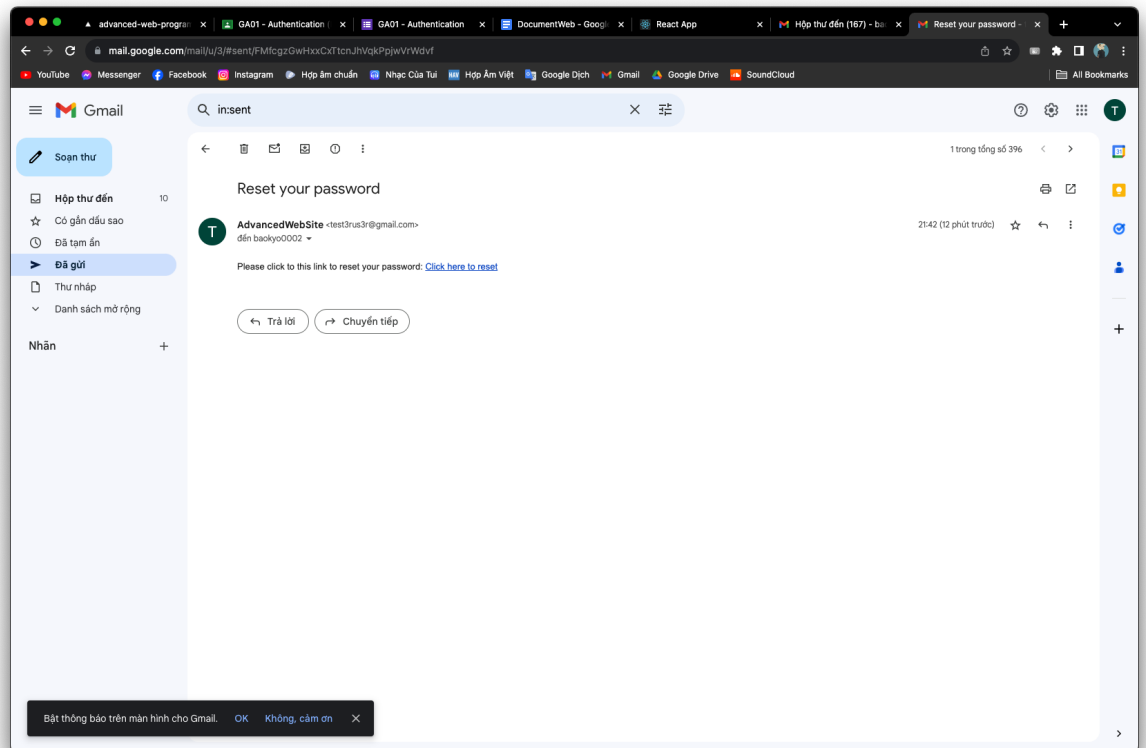 advanced-web-program
GA01 - Authentication (
GA01 - Authentication
DocumentWeb - Google
React App
Hộp thư đến (167) - ba
Reset your password -
mail.google.com/mail/u/3/#sent/FMfcgzGwHxxCxTtcnJhVqkPpjwVrWdvf
YouTube Messenger Facebook Instagram Hợp âm chuẩn Nhạc Của Tui Hợp Âm Việt Google Dịch Gmail Google Drive SoundCloud All Bookmarks
Gmail
in:sent
T
Soạn thư
1 trong tổng số 396
Hộp thư đến 10
Có gắn dấu sao
Đã tạm ẩn
Đã gửi
Thư nháp
Danh sách mở rộng
Nhãn
Reset your password
T
AdvancedWebSite <test3rus3r@gmail.com> 21:42 (12 phút trước)
đến baokyo0002
Please click to this link to reset your password: Click here to reset
Trả lời Chuyển tiếp
Bật thông báo trên màn hình cho Gmail. OK Không, cảm ơn